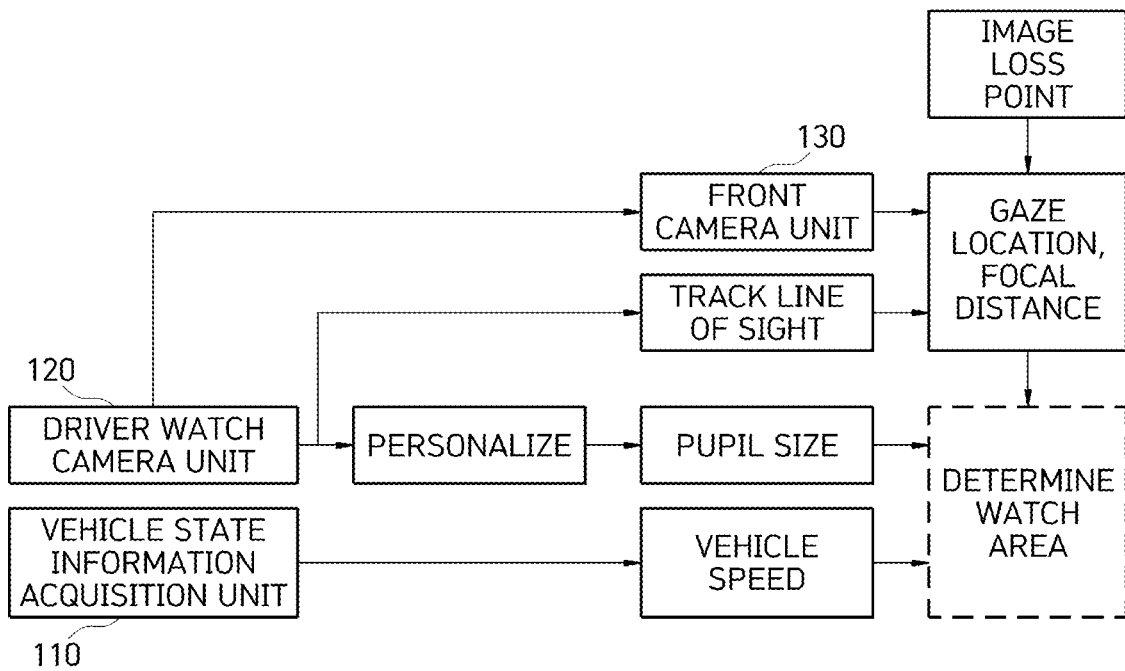 IMAGE
LOSS
POINT
130
FRONT
CAMERA UNIT
GAZE
LOCATION,
FOCAL
DISTANCE
TRACK LINE
OF SIGHT
120
DRIVER WATCH
CAMERA UNIT
PERSONALIZE
PUPIL SIZE
DETERMINE
WATCH
AREA
VEHICLE STATE
INFORMATION
ACQUISITION UNIT
VEHICLE
SPEED
110